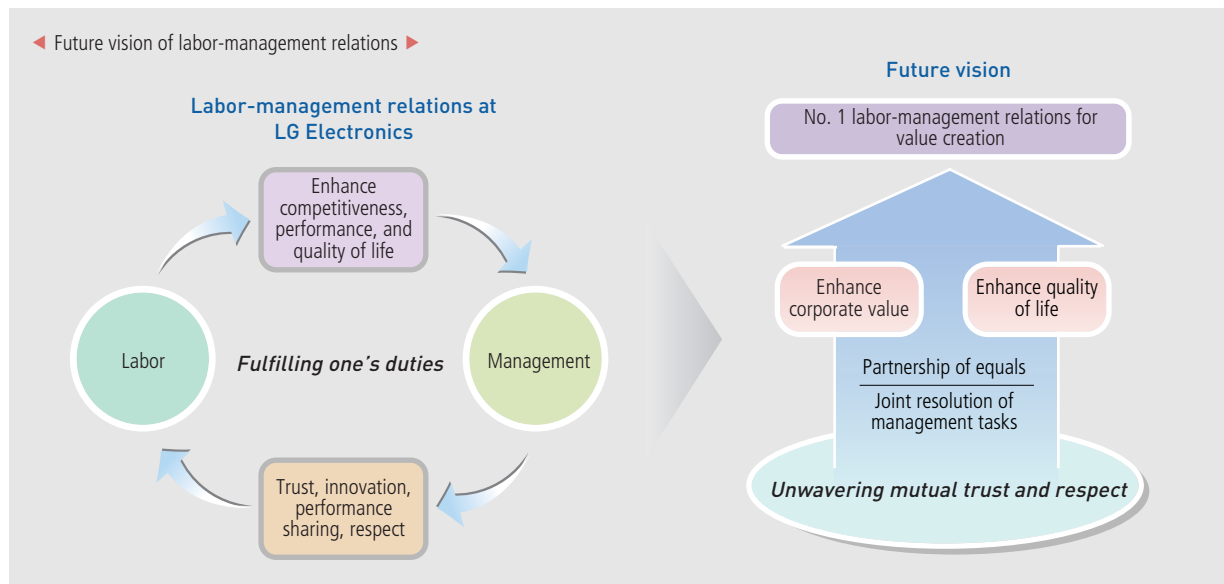 Future vision of labor-management relations
Labor-management relations at
LG Electronics
Enhance
competitiveness,
performance, and
quality of life
Labor
Fulfilling one's duties
Management
Trust, innovation,
performance
sharing, respect
Future vision
No. 1 labor-management relations for
value creation
Enhance
corporate value
Enhance quality
of life
Partnership of equals
Joint resolution of
management tasks
Unwavering mutual trust and respect